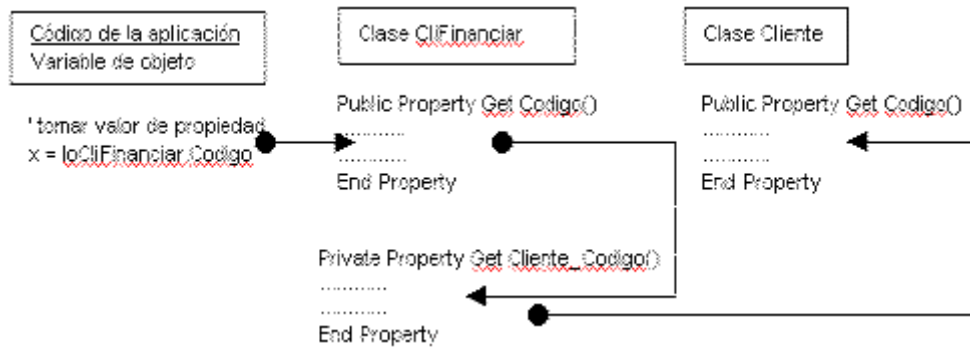 Código de la aplicación
Variable de objeto
' tomar valor de propiedad
x = loCliFinanciar.Codigo
Clase CliFinanciar
Public Property Get Codigo()
............
............
End Property
Private Property Get Cliente_Codigo()
............
............
End Property
Clase Cliente
Public Property Get Codigo()
............
............
End Property